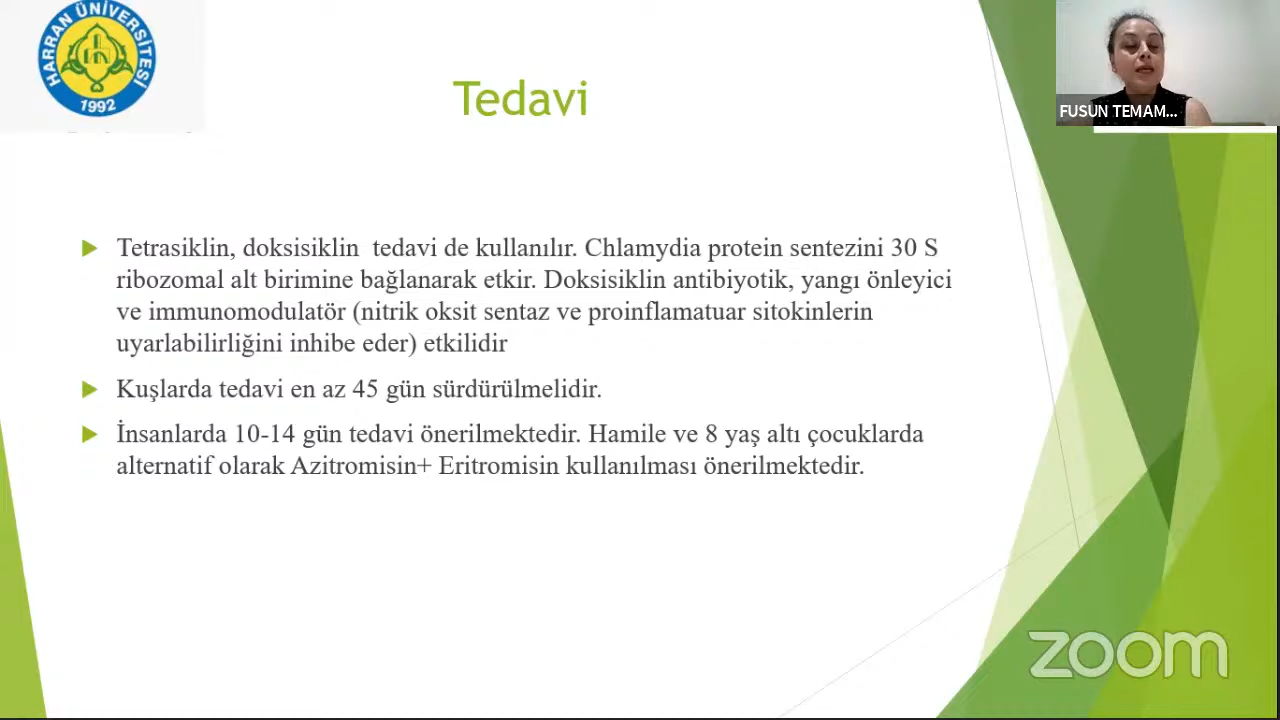 HARRAN ÜNİVERSİTESİ
1992
Tedavi
FUSUN TEMAM...
Tetrasiklin, doksisiklin tedavi de kullanılır. Chlamydia protein sentezini 30 S
ribozomal alt birimine bağlanarak etkir. Doksisiklin antibiyotik, yangı önleyici
ve immunomodulatör (nitrik oksit sentaz ve proinflamatuar sitokinlerin
uyarlabilirliğini inhibe eder) etkilidir
Kuşlarda tedavi en az 45 gün sürdürülmelidir.
İnsanlarda 10-14 gün tedavi önerilmektedir. Hamile ve 8 yaş altı çocuklarda
alternatif olarak Azitromisin+ Eritromisin kullanılması önerilmektedir.
zoom